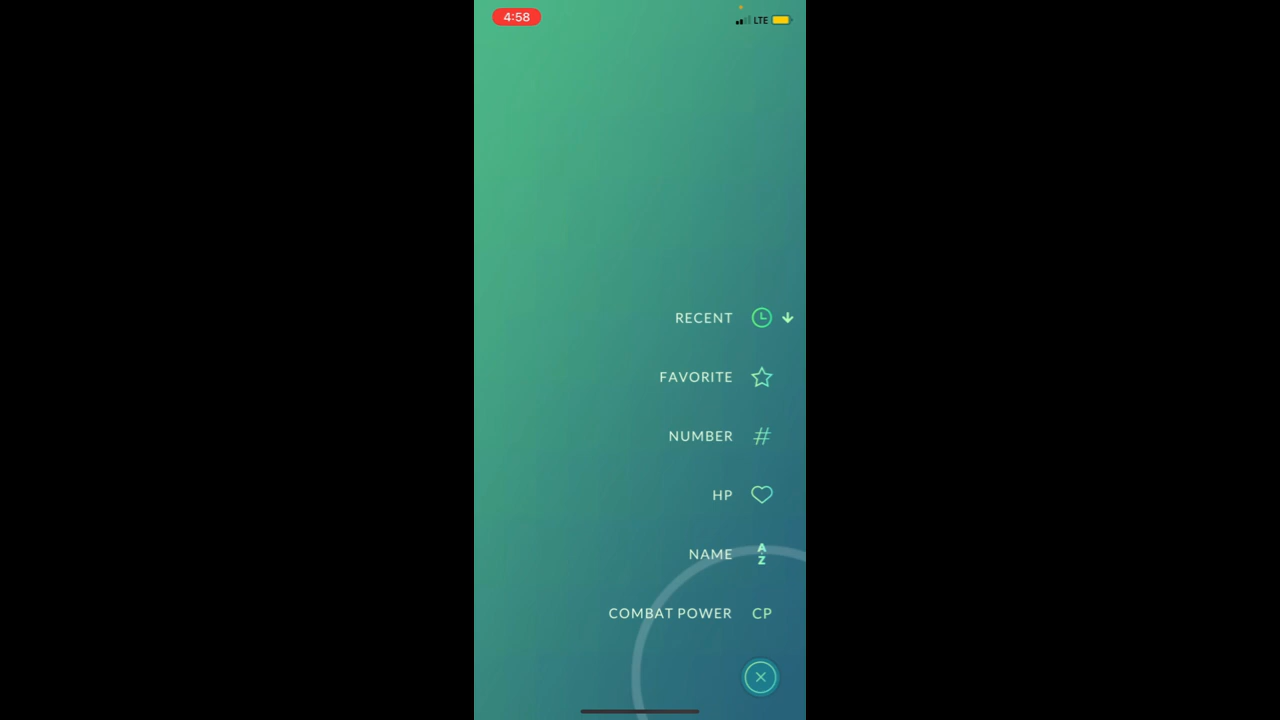 4:58
LTE
RECENT
FAVORITE
NUMBER #
HP
NAME A Z
COMBAT POWER CP